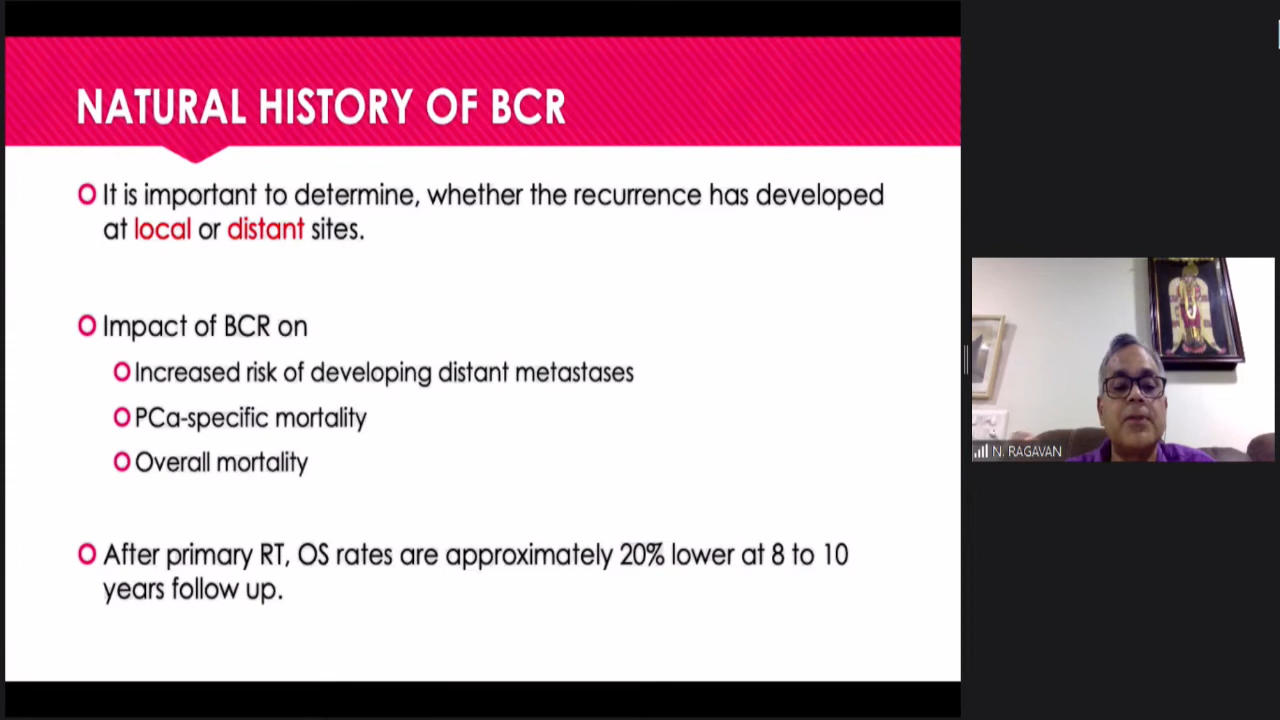 NATURAL HISTORY OF BCR
It is important to determine, whether the recurrence has developed
at local or distant sites.
Impact of BCR on
Increased risk of developing distant metastases
PCa-specific mortality
Overall mortality
After primary RT, OS rates are approximately 20% lower at 8 to 10
years follow up.
N. RAGAVAN